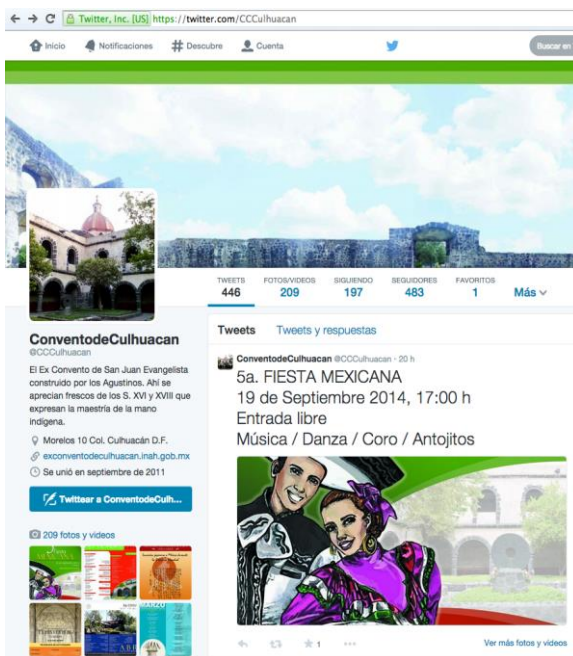 Twitter, Inc. [US] https://twitter.com/CCCulhuacan
Inicio Notificaciones Descubre Cuenta Buscar en
TWEETS FOTOS/VIDEOS SIGUIENDO SEGUIDORES FAVORITOS
446 209 197 483 1 Más
ConventodeCulhuacan
@CCCulhuacan
El Ex Convento de San Juan Evangelista
construido por los Agustinos. Ahí se
aprecian frescos de los S. XVI y XVIII que
expresan la maestría de la mano
indígena.
Morelos 10 Col. Culhuacán D.F.
exconventodeculhuacan.inah.gob.mx
Se unió en septiembre de 2011
Twittear a ConventodeCulh...
209 fotos y videos
Tweets Tweets y respuestas
ConventodeCulhuacan @CCCulhuacan · 20 h
5a. FIESTA MEXICANA
19 de Septiembre 2014, 17:00 h
Entrada libre
Música / Danza / Coro / Antojitos
1
Ver más fotos y videos